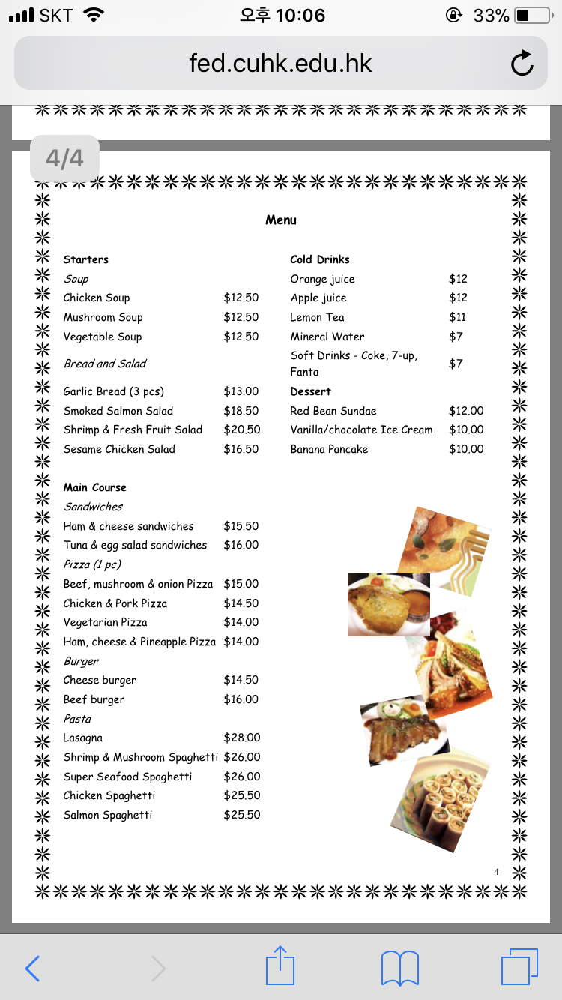 SKT 오후 10:06 33%
fed.cuhk.edu.hk
4/4
Menu
Starters
Soup
Chicken Soup $12.50
Mushroom Soup $12.50
Vegetable Soup $12.50
Bread and Salad
Garlic Bread (3 pcs) $13.00
Smoked Salmon Salad $18.50
Shrimp & Fresh Fruit Salad $20.50
Sesame Chicken Salad $16.50
Cold Drinks
Orange juice $12
Apple juice $12
Lemon Tea $11
Mineral Water $7
Soft Drinks - Coke, 7-up,
Fanta $7
Dessert
Red Bean Sundae $12.00
Vanilla/chocolate Ice Cream $10.00
Banana Pancake $10.00
Main Course
Sandwiches
Ham & cheese sandwiches $15.50
Tuna & egg salad sandwiches $16.00
Pizza (1 pc)
Beef, mushroom & onion Pizza $15.00
Chicken & Pork Pizza $14.50
Vegetarian Pizza $14.00
Ham, cheese & Pineapple Pizza $14.00
Burger
Cheese burger $14.50
Beef burger $16.00
Pasta
Lasagna $28.00
Shrimp & Mushroom Spaghetti $26.00
Super Seafood Spaghetti $26.00
Chicken Spaghetti $25.50
Salmon Spaghetti $25.50
4